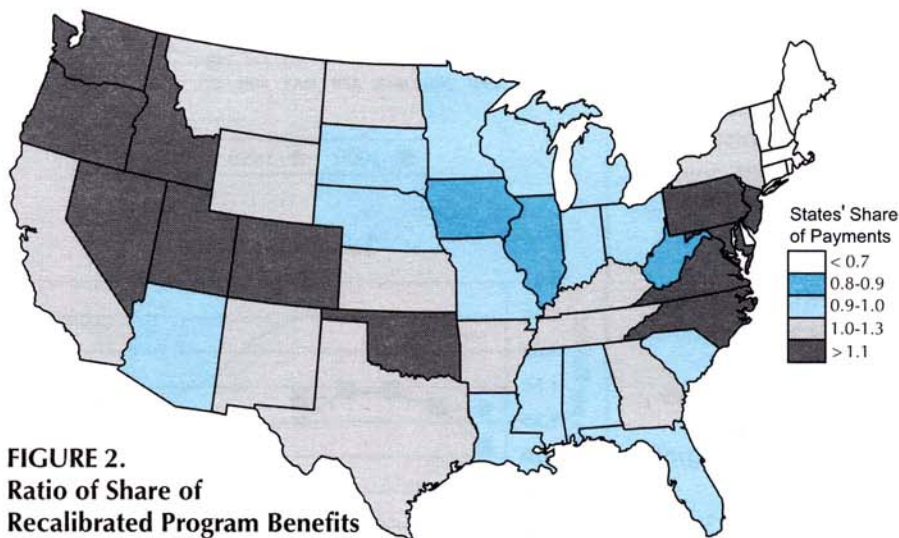 States' Share
of Payments
< 0.7
0.8-0.9
0.9-1.0
1.0-1.3
> 1.1
FIGURE 2.
Ratio of Share of
Recalibrated Program Benefits